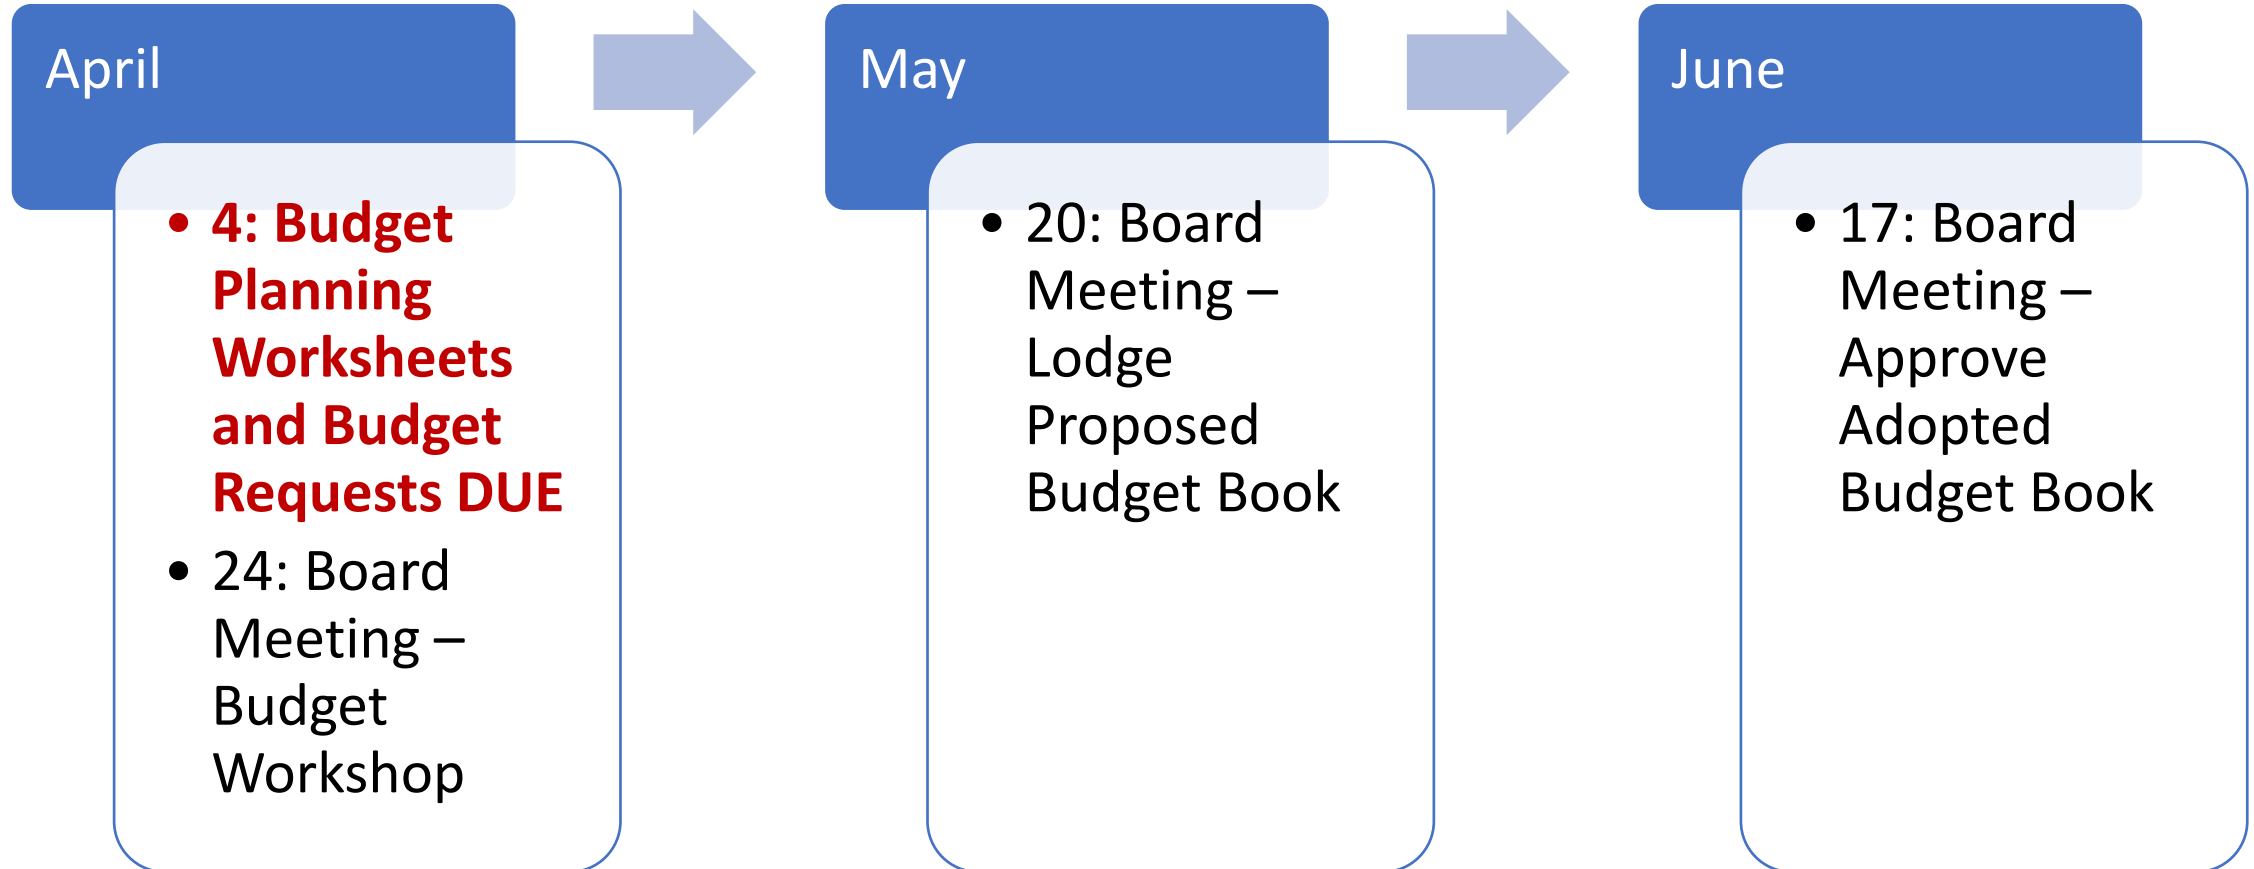 April
• 4: Budget
Planning
Worksheets
and Budget
Requests DUE
• 24: Board
Meeting –
Budget
Workshop
May
• 20: Board
Meeting –
Lodge
Proposed
Budget Book
June
• 17: Board
Meeting –
Approve
Adopted
Budget Book